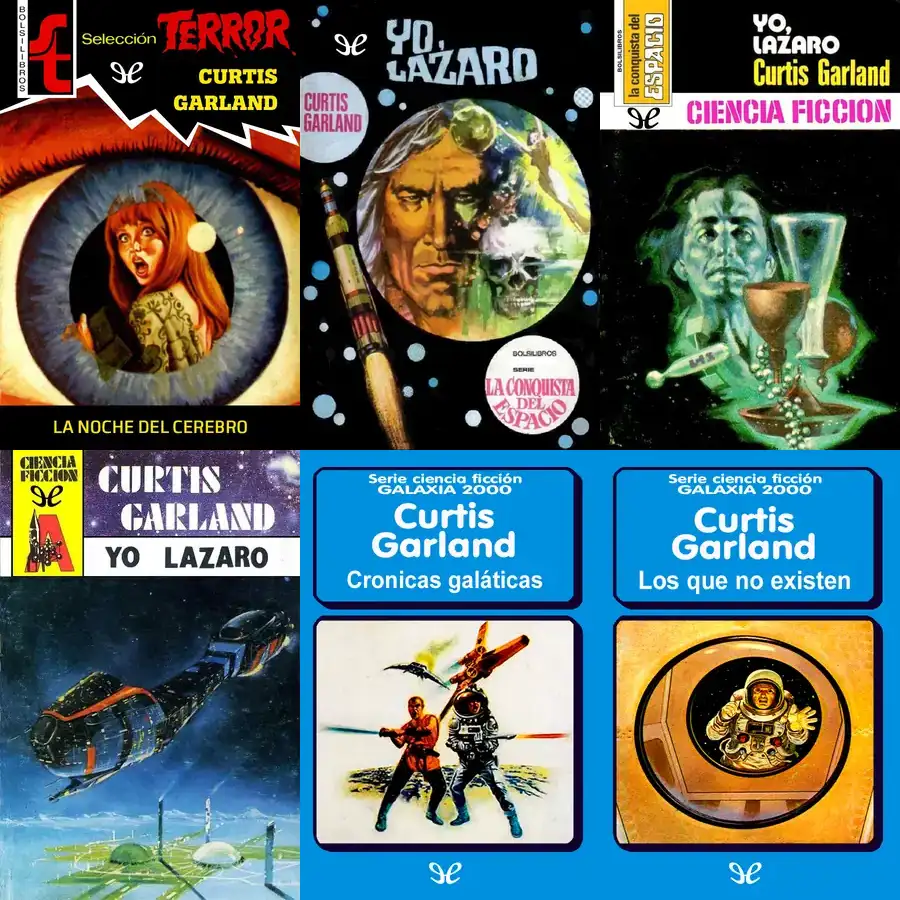 BOLSILIBROS
Selección TERROR
CURTIS
GARLAND
LA NOCHE DEL CEREBRO
YO,
LAZARO
CURTIS
GARLAND
BOLSILIBROS
SERIE
LA CONQUISTA
DEL
ESPACIO
BOLSILIBROS
la conquista del
ESPACIO
YO,
LAZARO
Curtis Garland
CIENCIA FICCION
CIENCIA
FICCION
CURTIS
GARLAND
YO LAZARO
Serie ciencia ficción
GALAXIA 2000
Curtis
Garland
Cronicas galáticas
Serie ciencia ficción
GALAXIA 2000
Curtis
Garland
Los que no existen